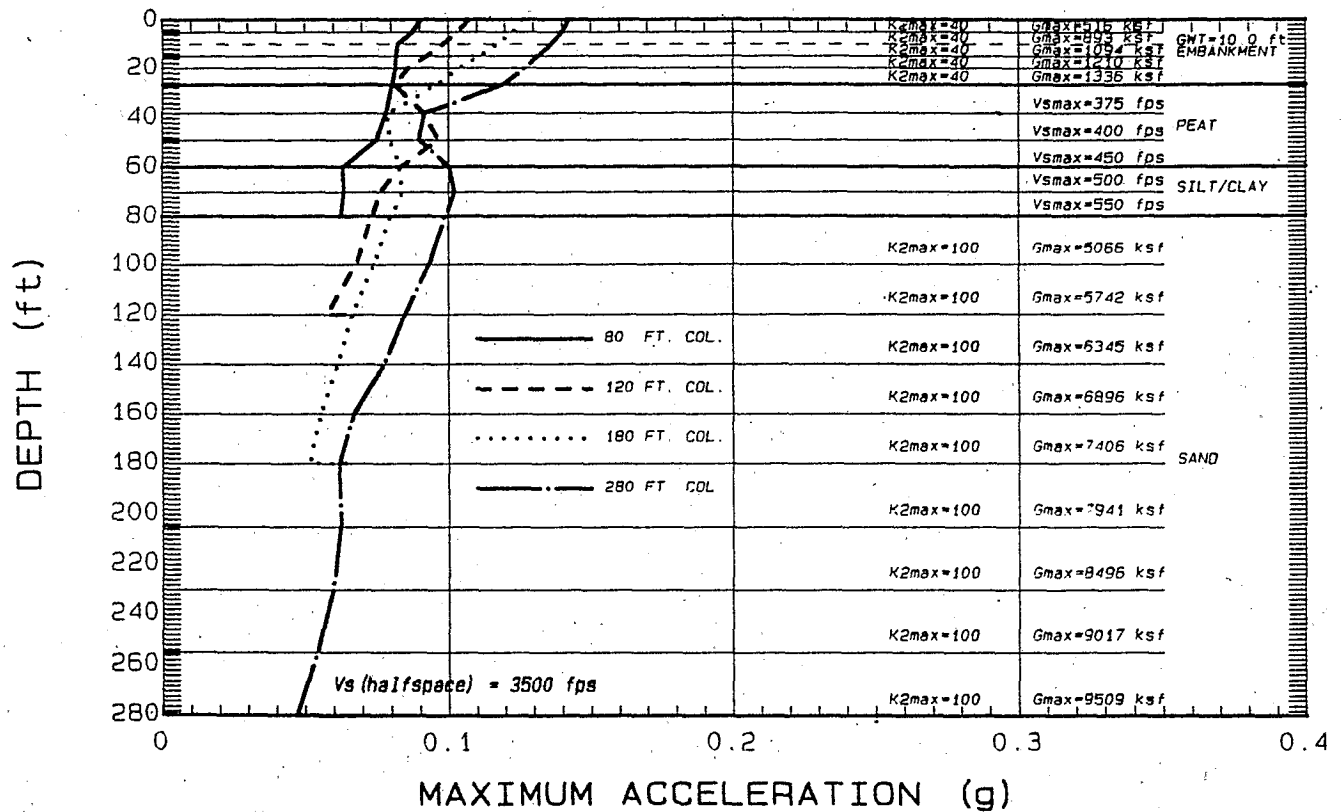 0
K2max=40 Gmax=516 ksf
K2max=40 Gmax=893 ksf
GWT=10.0 ft
K2max=40 Gmax=1094 ksf
EMBANKMENT
K2max=40 Gmax=1210 ksf
20
K2max=40 Gmax=1336 ksf
Vsmax=375 fps
40
PEAT
Vsmax=400 fps
60
Vsmax=450 fps
Vsmax=500 fps
SILT/CLAY
Vsmax=550 fps
80
K2max=100 Gmax=5066 ksf
100
K2max=100 Gmax=5742 ksf
120
80 FT. COL.
K2max=100 Gmax=6345 ksf
140
120 FT. COL.
K2max=100 Gmax=6896 ksf
160
180 FT. COL.
K2max=100 Gmax=7406 ksf
SAND
180
280 FT COL
200
K2max=100 Gmax=7941 ksf
220
K2max=100 Gmax=8496 ksf
240
K2max=100 Gmax=9017 ksf
260
Vs(halfspace) = 3500 fps
K2max=100 Gmax=9509 ksf
280
DEPTH (ft)
0 0.1 0.2 0.3 0.4
MAXIMUM ACCELERATION (g)